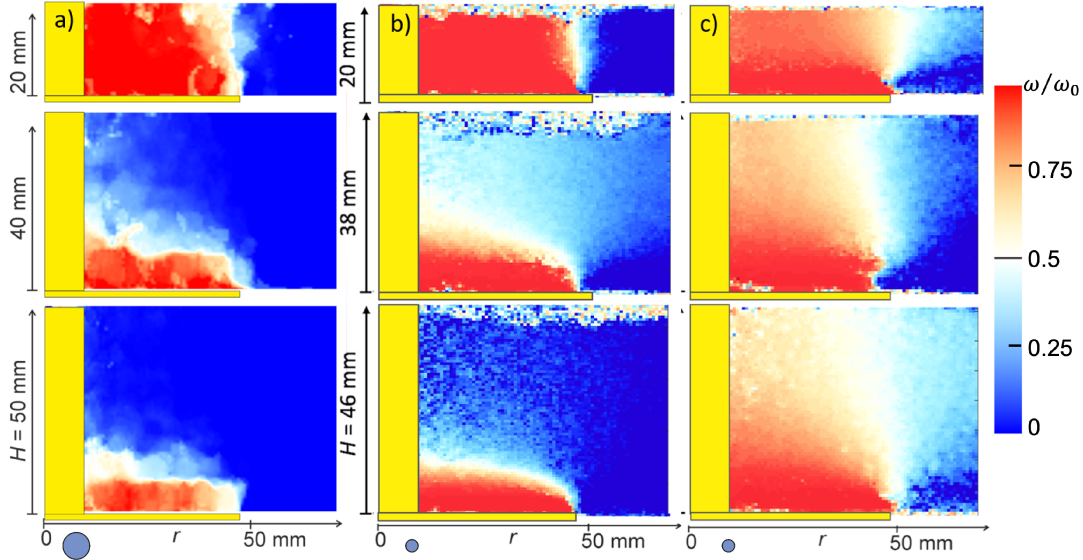 a)
b)
c)
20 mm
20 mm
ω/ω₀
40 mm
38 mm
0.75
0.5
0.25
0
H = 50 mm
H = 46 mm
0 r 50 mm
0 r 50 mm
0 r 50 mm